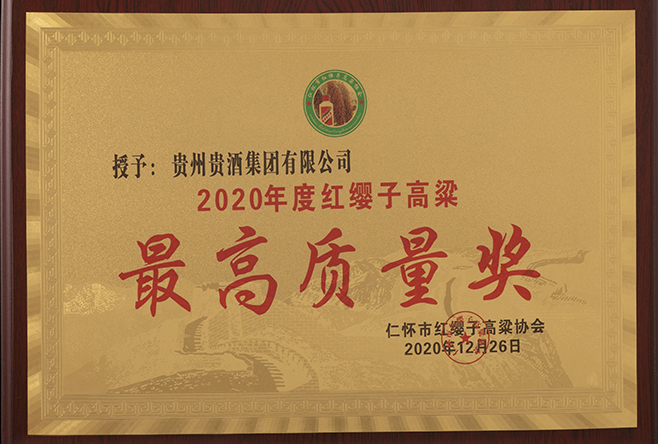 授予：贵州贵酒集团有限公司
2020年度红缨子高粱
最高质量奖
仁怀市红缨子高粱协会
2020年12月26日